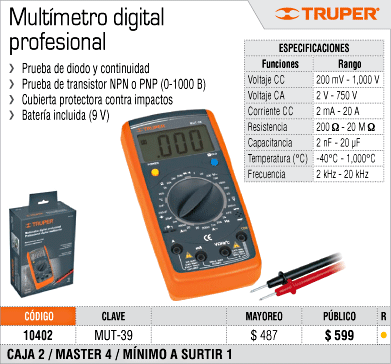 Multímetro digital
profesional
› Prueba de diodo y continuidad
› Prueba de transistor NPN o PNP (0-1000 B)
› Cubierta protectora contra impactos
› Batería incluida (9 V)
TRUPER®
ESPECIFICACIONES
Funciones Rango
Voltaje CC 200 mV - 1,000 V
Voltaje CA 2 V - 750 V
Corriente CC 2 mA - 20 A
Resistencia 200 Ω - 20 M Ω
Capacitancia 2 nF - 20 µF
Temperatura (°C) -40°C - 1,000°C
Frecuencia 2 kHz - 20 kHz
TRUPER
MUT-39
000
CE
TRUPER
CÓDIGO CLAVE MAYOREO PÚBLICO R
10402 MUT-39 $ 487 $ 599
CAJA 2 / MASTER 4 / MÍNIMO A SURTIR 1